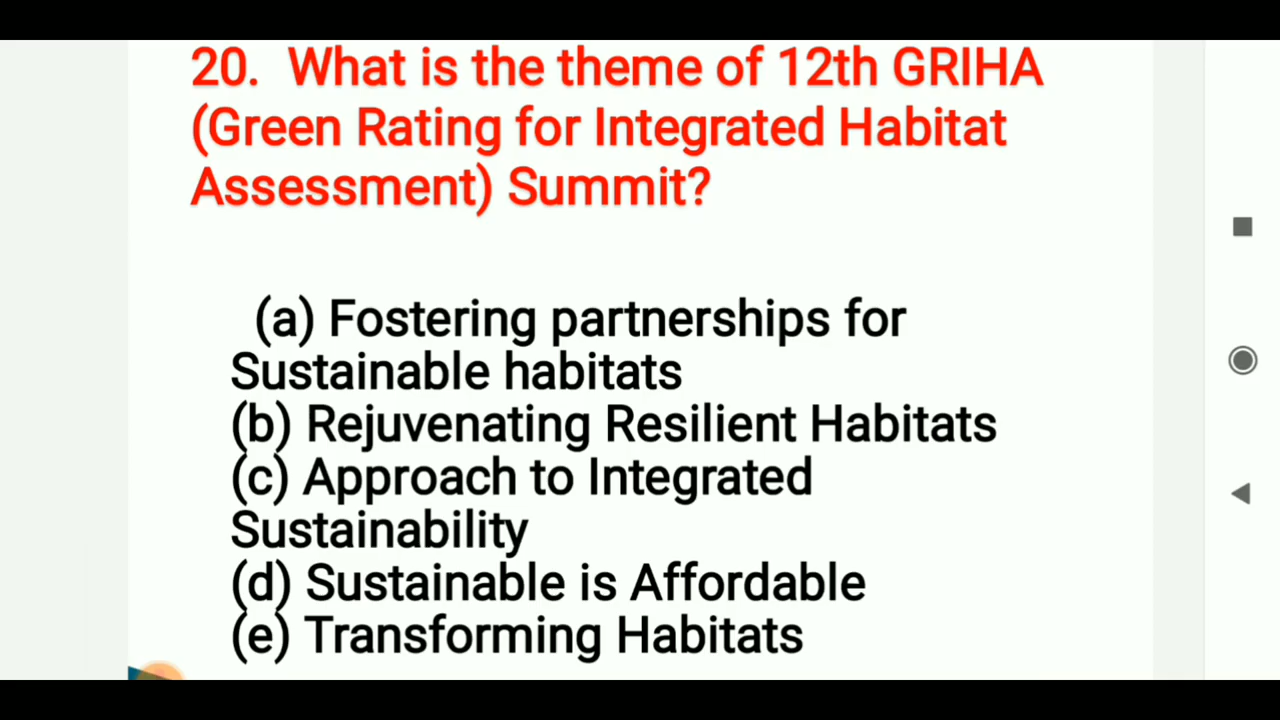 20. What is the theme of 12th GRIHA
(Green Rating for Integrated Habitat
Assessment) Summit?
(a) Fostering partnerships for
Sustainable habitats
(b) Rejuvenating Resilient Habitats
(c) Approach to Integrated
Sustainability
(d) Sustainable is Affordable
(e) Transforming Habitats